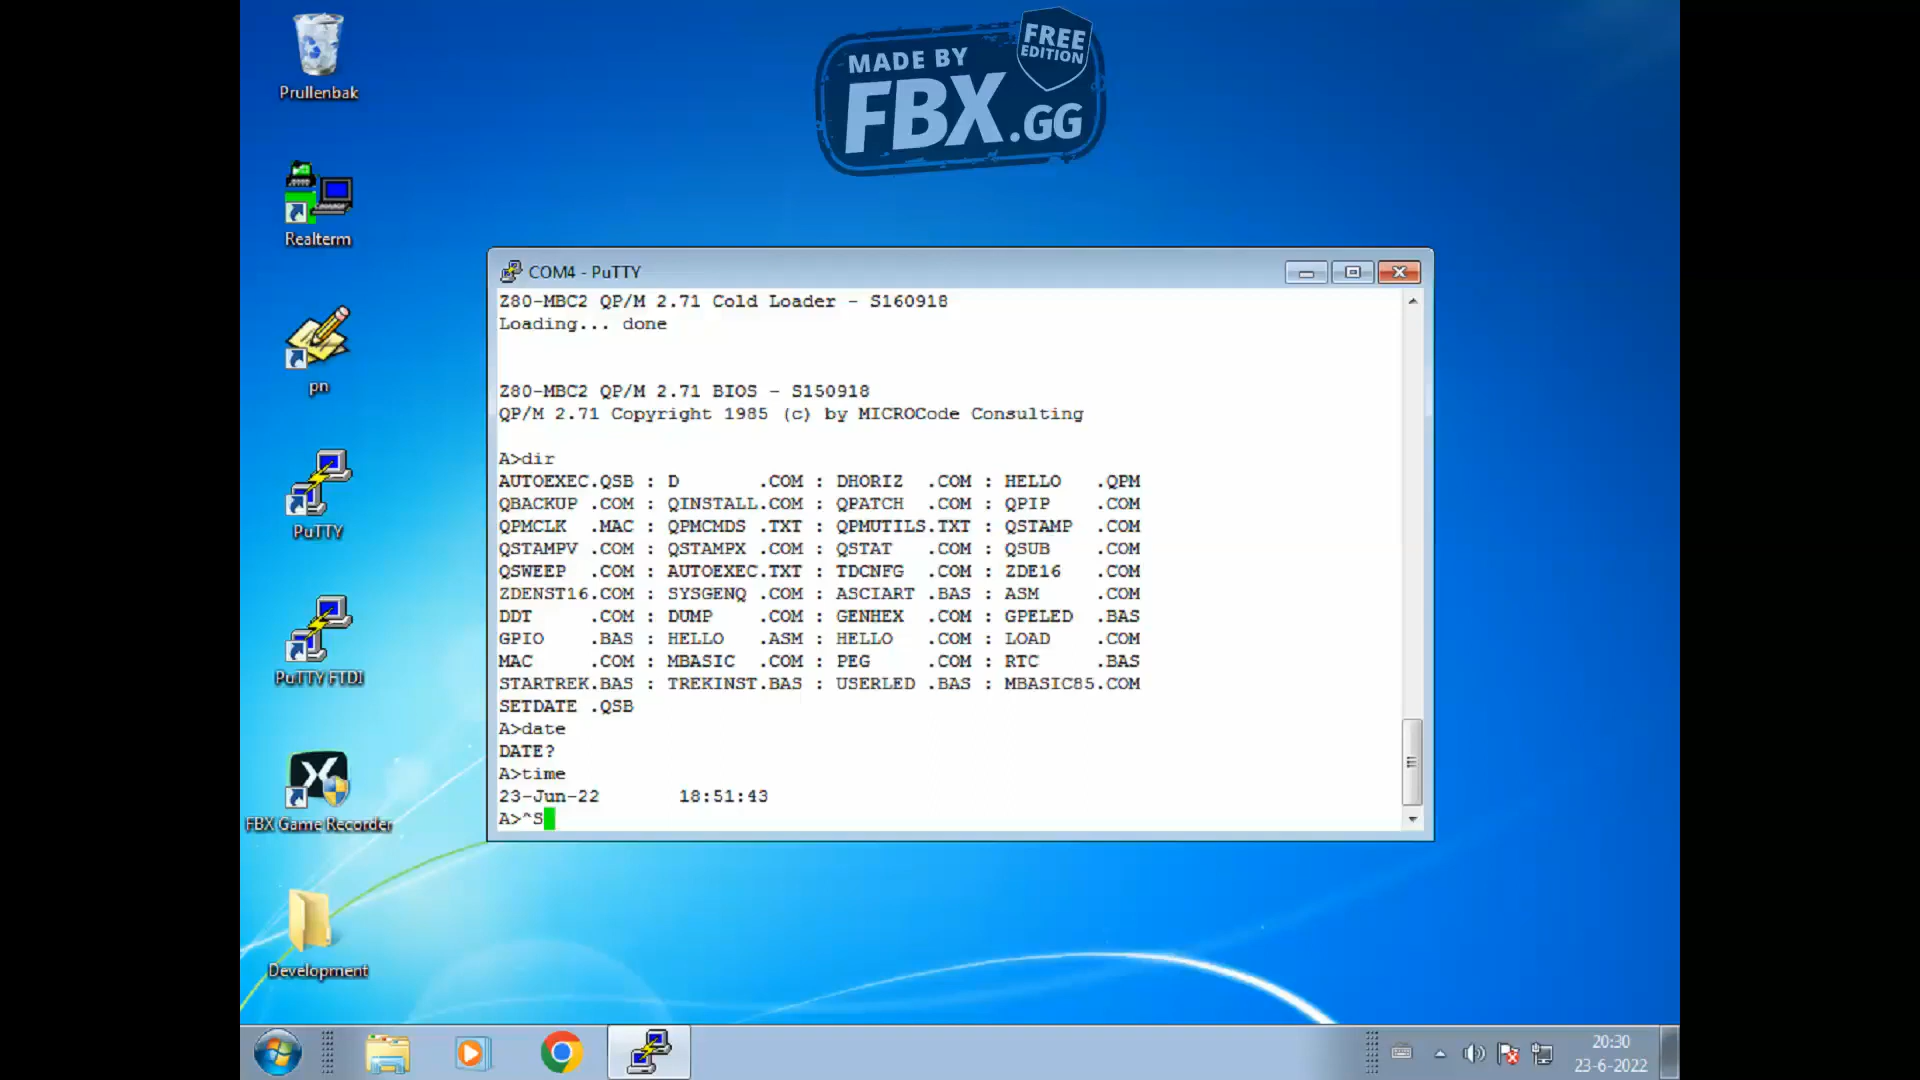 MADE BY
FREE
EDITION
FBX.GG
Prullenbak
Realterm
pn
PuTTY
PuTTY FTDI
FBX Game Recorder
Development
COM4 - PuTTY
Z80-MBC2 QP/M 2.71 Cold Loader - S160918
Loading... done
Z80-MBC2 QP/M 2.71 BIOS - S150918
QP/M 2.71 Copyright 1985 (c) by MICROCode Consulting
A>dir
AUTOEXEC.QSB : D       .COM : DHORIZ  .COM : HELLO   .QPM
QBACKUP .COM : QINSTALL.COM : QPATCH  .COM : QPIP    .COM
QPMCLK  .MAC : QPMCMDS .TXT : QPMUTILS.TXT : QSTAMP  .COM
QSTAMPV .COM : QSTAMPX .COM : QSTAT   .COM : QSUB    .COM
QSWEEP  .COM : AUTOEXEC.TXT : TDCNFG  .COM : ZDE16   .COM
ZDENST16.COM : SYSGENQ .COM : ASCIART .BAS : ASM     .COM
DDT     .COM : DUMP    .COM : GENHEX  .COM : GPELED  .BAS
GPIO    .BAS : HELLO   .ASM : HELLO   .COM : LOAD    .COM
MAC     .COM : MBASIC  .COM : PEG     .COM : RTC     .BAS
STARTREK.BAS : TREKINST.BAS : USERLED .BAS : MBASIC85.COM
SETDATE .QSB
A>date
DATE?
A>time
23-Jun-22       18:51:43
A>^S
20:30
23-6-2022